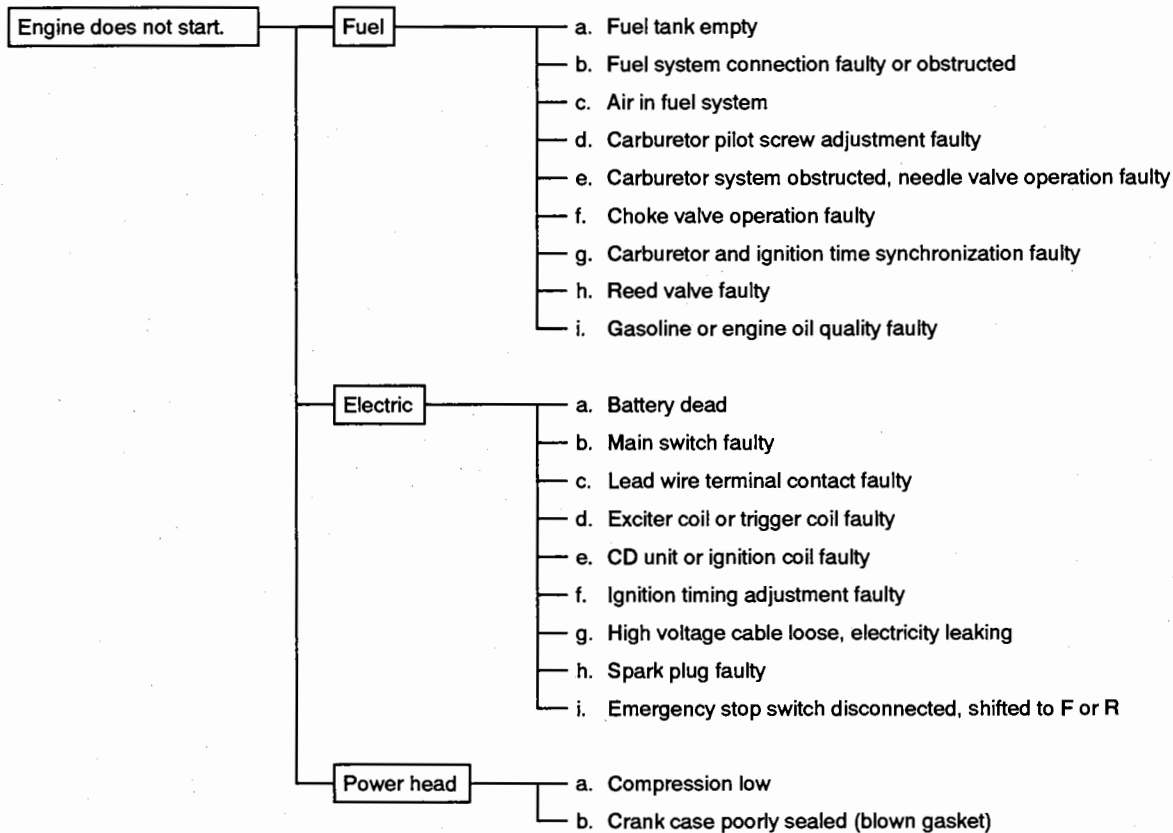 Engine does not start.
Fuel
a. Fuel tank empty
b. Fuel system connection faulty or obstructed
c. Air in fuel system
d. Carburetor pilot screw adjustment faulty
e. Carburetor system obstructed, needle valve operation faulty
f. Choke valve operation faulty
g. Carburetor and ignition time synchronization faulty
h. Reed valve faulty
i. Gasoline or engine oil quality faulty
Electric
a. Battery dead
b. Main switch faulty
c. Lead wire terminal contact faulty
d. Exciter coil or trigger coil faulty
e. CD unit or ignition coil faulty
f. Ignition timing adjustment faulty
g. High voltage cable loose, electricity leaking
h. Spark plug faulty
i. Emergency stop switch disconnected, shifted to F or R
Power head
a. Compression low
b. Crank case poorly sealed (blown gasket)